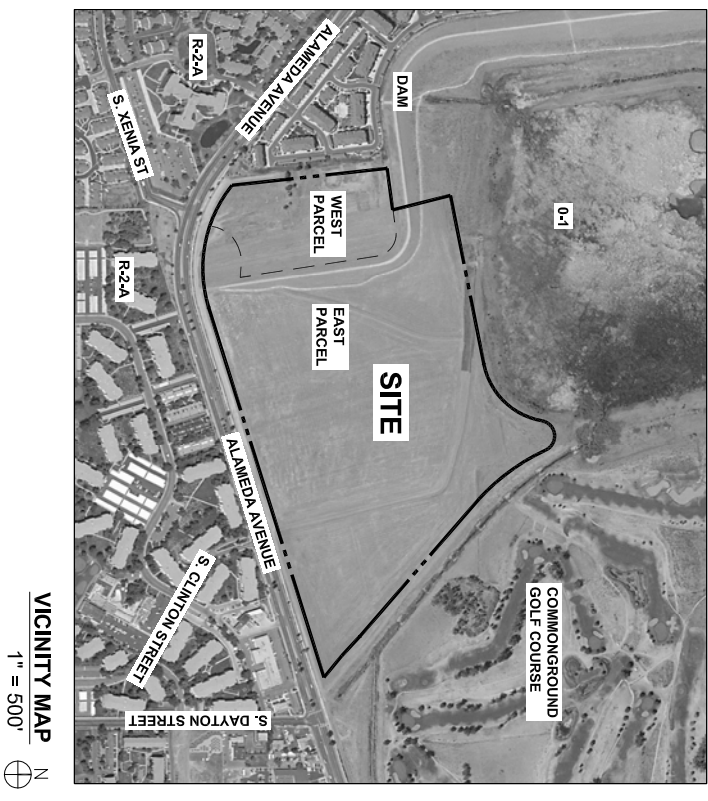 R-2-A
ALAMEDA AVENUE
S. XENIA ST
DAM
0-1
WEST
PARCEL
R-2-A
EAST
PARCEL
SITE
ALAMEDA AVENUE
S. CLINTON STREET
S. DAYTON STREET
COMMONGROUND
GOLF COURSE
VICINITY MAP
1" = 500'
N